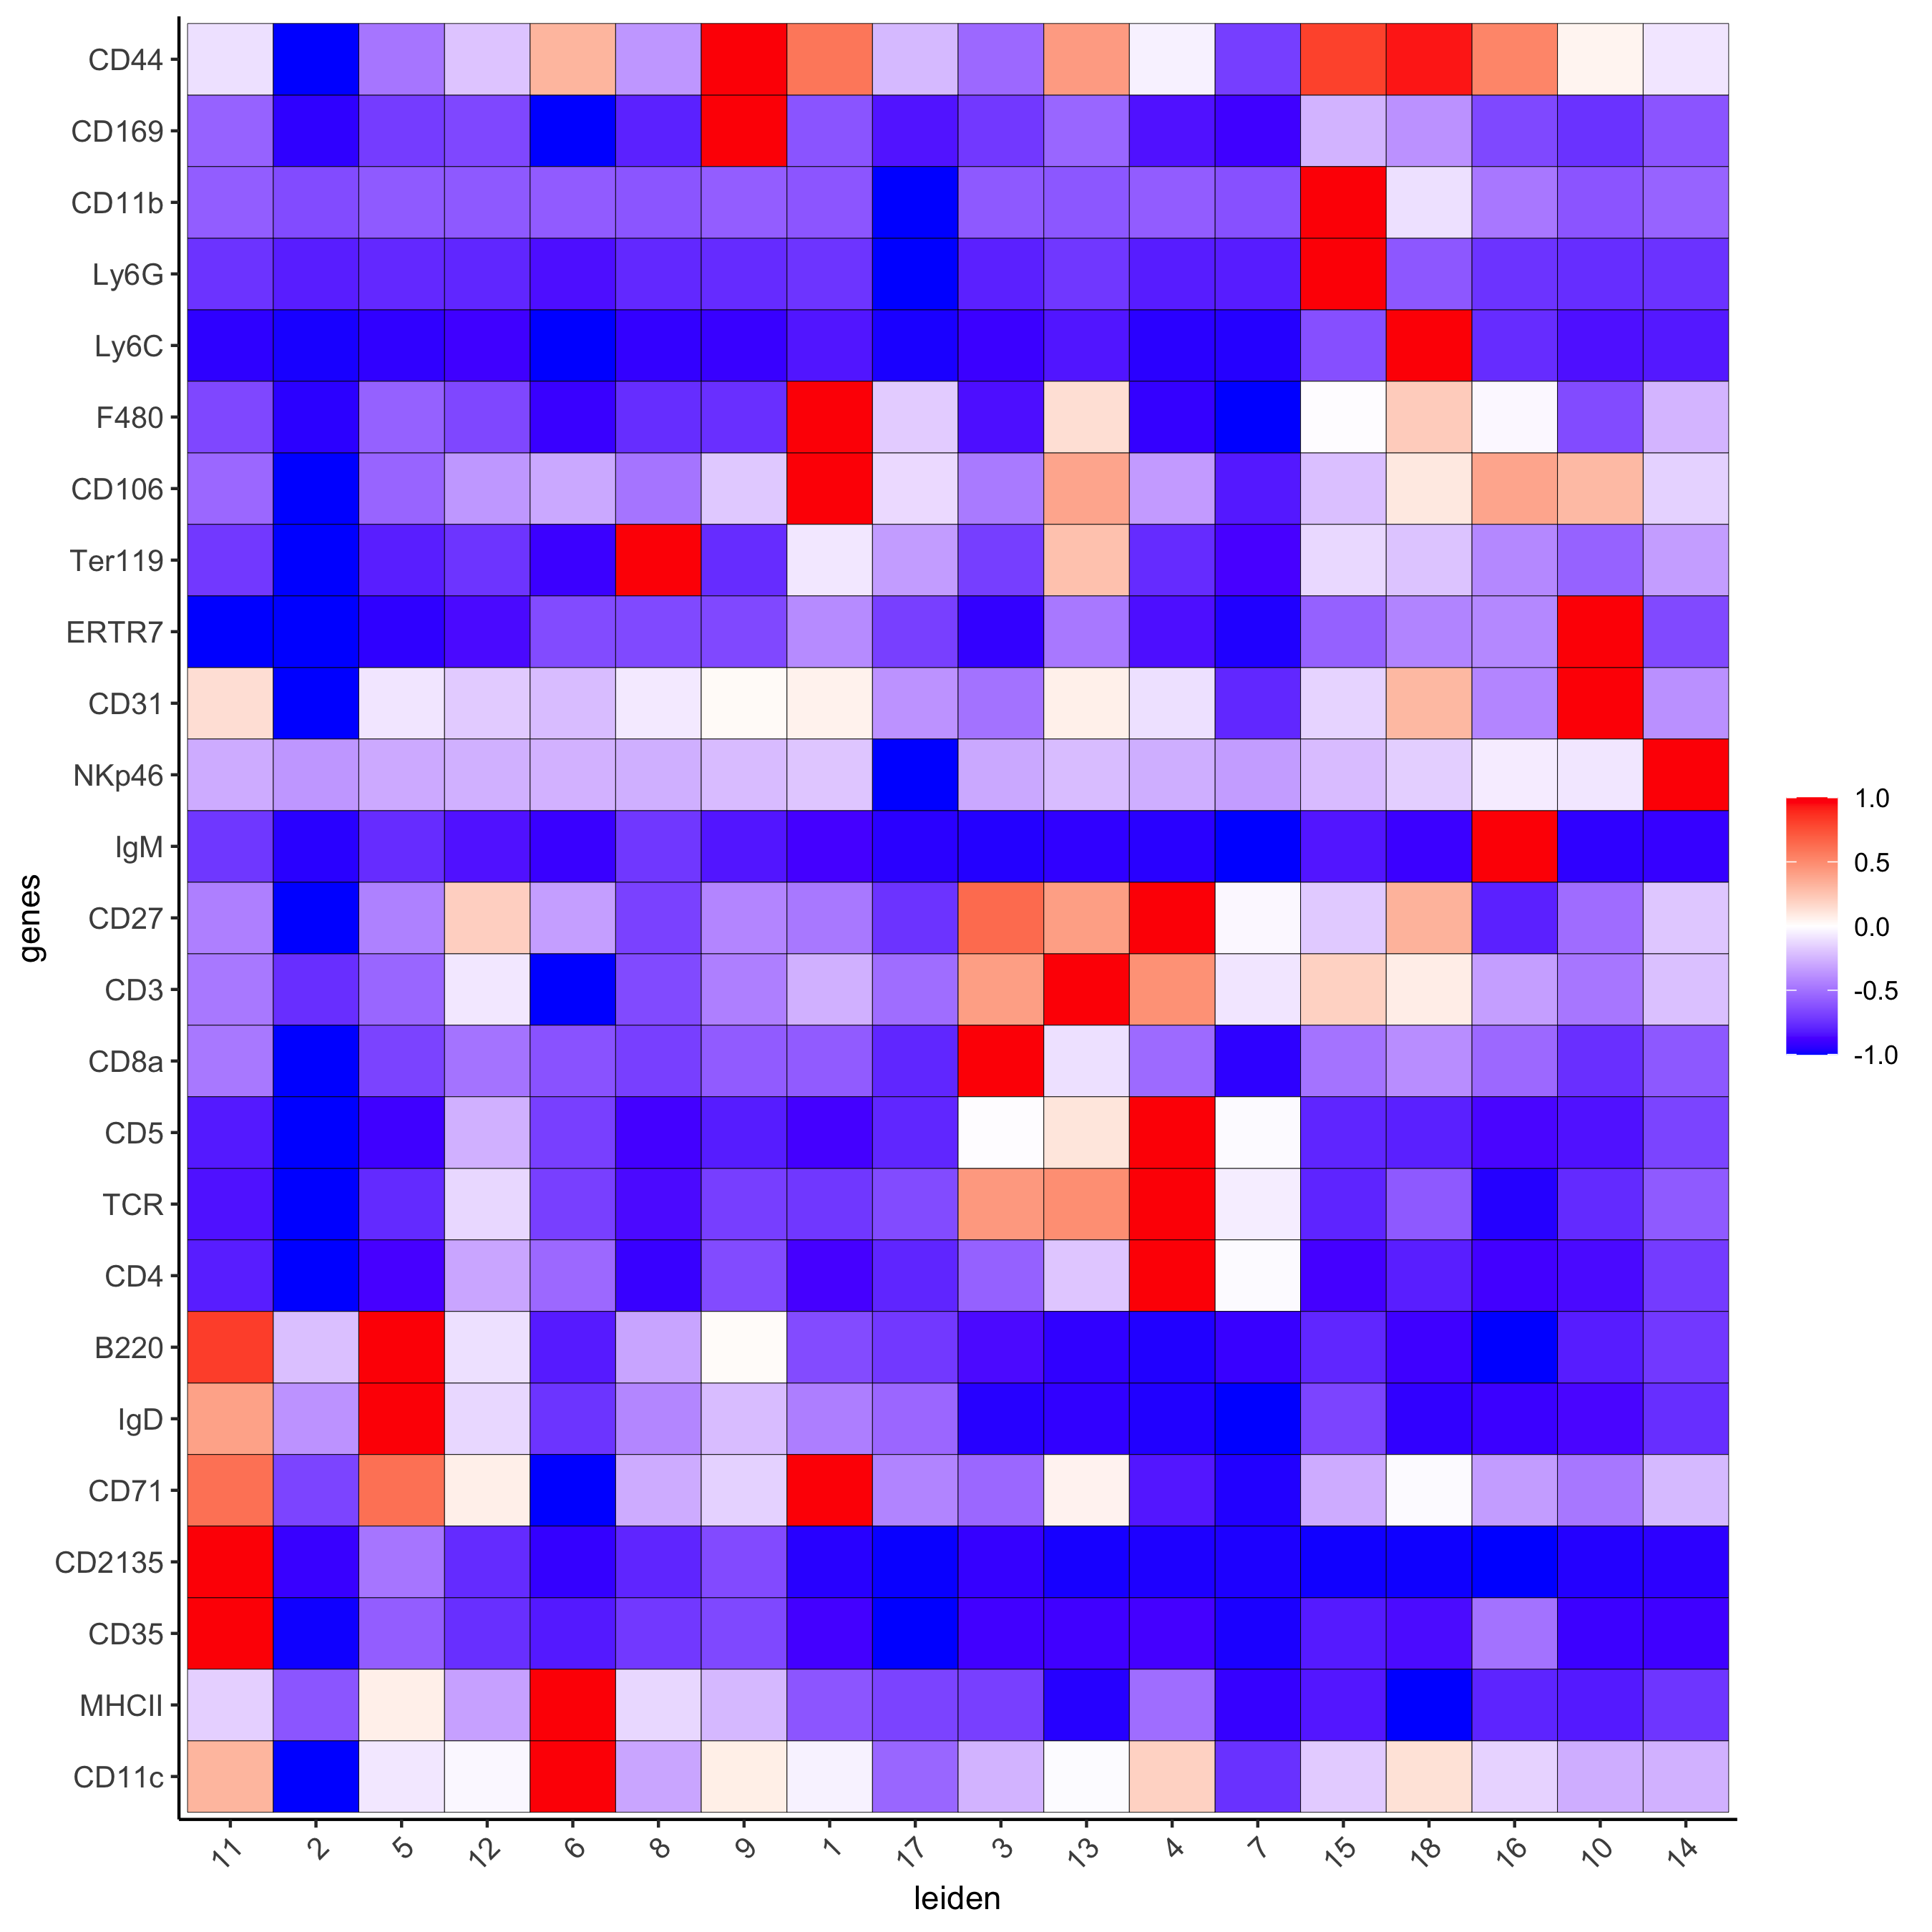 genes
CD44
CD169
CD11b
Ly6G
Ly6C
F480
CD106
Ter119
ERTR7
CD31
NKp46
IgM
CD27
CD3
CD8a
CD5
TCR
CD4
B220
IgD
CD71
CD2135
CD35
MHCII
CD11c
11 2 5 12 6 8 9 1 17 3 13 4 7 15 18 16 10 14
leiden
1.0
0.5
0.0
-0.5
-1.0